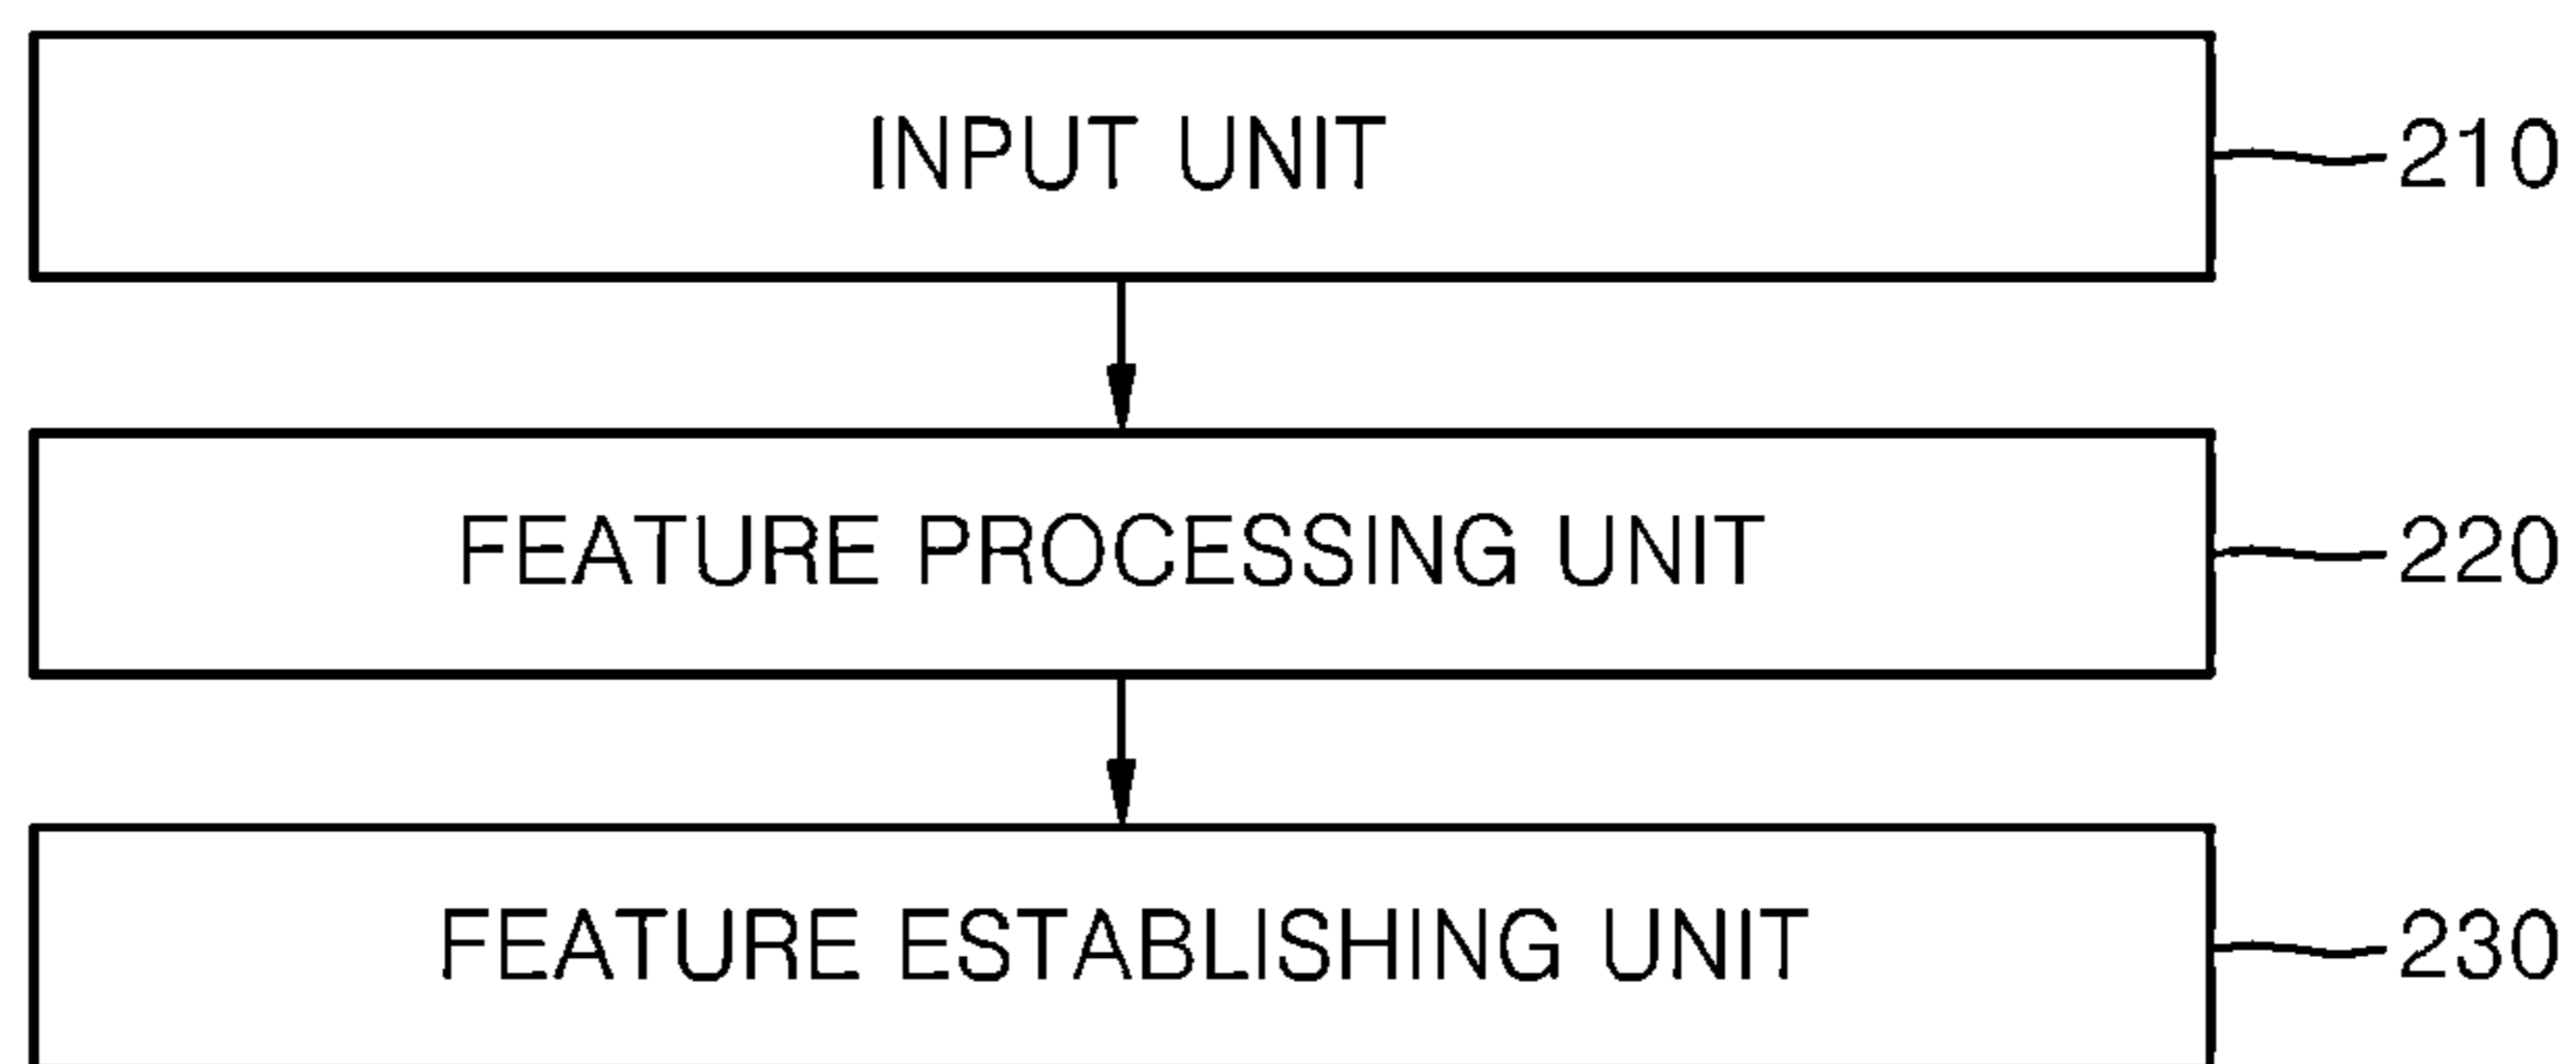 INPUT UNIT 210
FEATURE PROCESSING UNIT 220
FEATURE ESTABLISHING UNIT 230